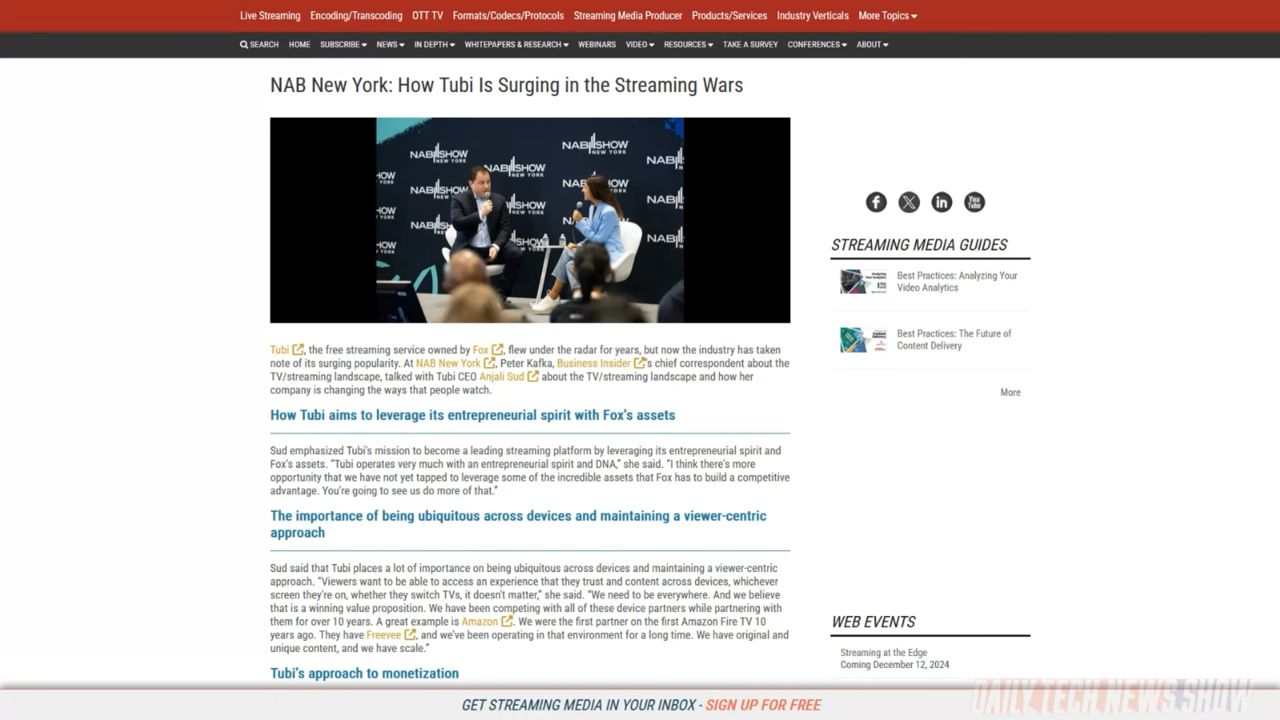 Live Streaming Encoding/Transcoding OTT TV Formats/Codecs/Protocols Streaming Media Producer Products/Services Industry Verticals More Topics
SEARCH HOME SUBSCRIBE NEWS IN DEPTH WHITEPAPERS & RESEARCH WEBINARS VIDEO RESOURCES TAKE A SURVEY CONFERENCES ABOUT
NAB New York: How Tubi Is Surging in the Streaming Wars
NAB SHOW NEW YORK
Tubi, the free streaming service owned by Fox, flew under the radar for years, but now the industry has taken
note of its surging popularity. At NAB New York, Peter Kafka, Business Insider's chief correspondent about the
TV/streaming landscape, talked with Tubi CEO Anjali Sud about the TV/streaming landscape and how her
company is changing the ways that people watch.
How Tubi aims to leverage its entrepreneurial spirit with Fox's assets
Sud emphasized Tubi's mission to become a leading streaming platform by leveraging its entrepreneurial spirit and
Fox's assets. "Tubi operates very much with an entrepreneurial spirit and DNA," she said. "I think there's more
opportunity that we have not yet tapped to leverage some of the incredible assets that Fox has to build a competitive
advantage. You're going to see us do more of that."
The importance of being ubiquitous across devices and maintaining a viewer-centric
approach
Sud said that Tubi places a lot of importance on being ubiquitous across devices and maintaining a viewer-centric
approach. "Viewers want to be able to access an experience that they trust and content across devices, whichever
screen they're on, whether they switch TVs, it doesn't matter," she said. "We need to be everywhere. And we believe
that is a winning value proposition. We have been competing with all of these device partners while partnering with
them for over 10 years. A great example is Amazon. We were the first partner on the first Amazon Fire TV 10
years ago. They have Freevee, and we've been operating in that environment for a long time. We have original and
unique content, and we have scale."
Tubi's approach to monetization
STREAMING MEDIA GUIDES
Best Practices: Analyzing Your
Video Analytics
Best Practices: The Future of
Content Delivery
More
WEB EVENTS
Streaming at the Edge
Coming December 12, 2024
GET STREAMING MEDIA IN YOUR INBOX - SIGN UP FOR FREE
DAILY TECH NEWS SHOW